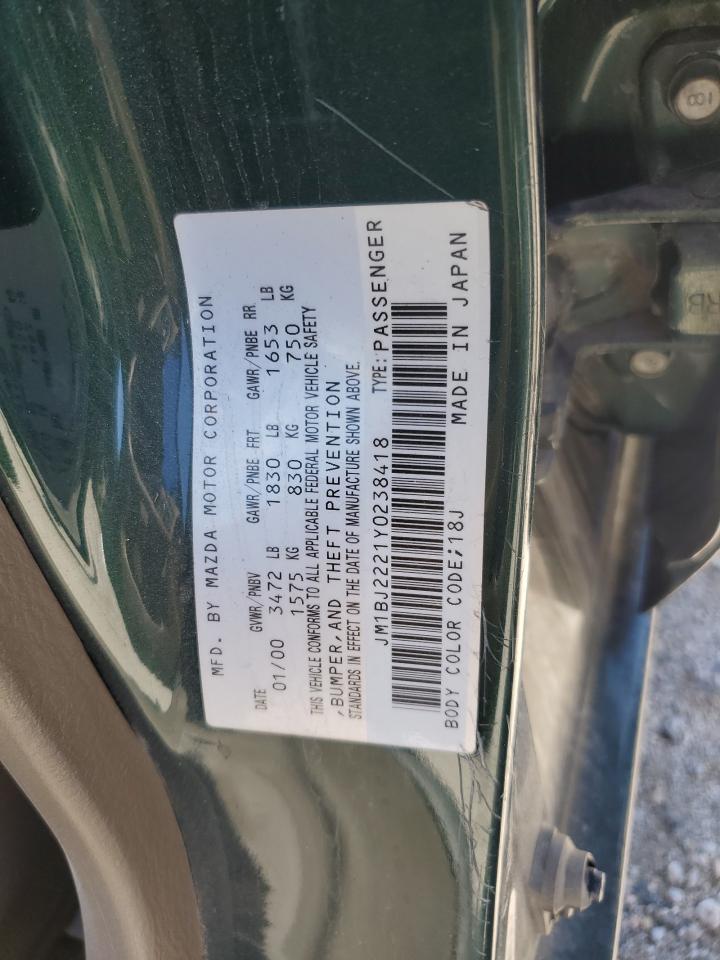 MFD. BY MAZDA MOTOR CORPORATION
DATE GVWR/PNBV GAWR/PNBE FRT GAWR/PNBE RR
01/00 3472 LB 1830 LB 1653 LB
1575 KG 830 KG 750 KG
THIS VEHICLE CONFORMS TO ALL APPLICABLE FEDERAL MOTOR VEHICLE SAFETY
,BUMPER,AND THEFT PREVENTION
STANDARDS IN EFFECT ON THE DATE OF MANUFACTURE SHOWN ABOVE.
JM1BJ2221Y0238418 TYPE: PASSENGER
BODY COLOR CODE;18J MADE IN JAPAN
RB